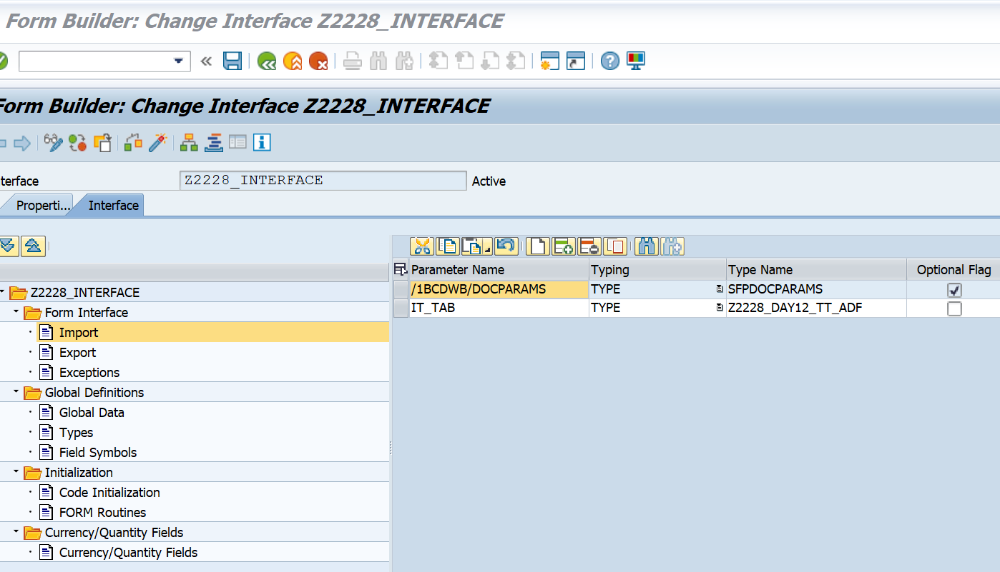 Form Builder: Change Interface Z2228_INTERFACE
Form Builder: Change Interface Z2228_INTERFACE
terface Z2228_INTERFACE Active
Properti... Interface
Parameter Name Typing Type Name Optional Flag
/1BCDWB/DOCPARAMS TYPE SFPDOCPARAMS
IT_TAB TYPE Z2228_DAY12_TT_ADF
Z2228_INTERFACE
Form Interface
Import
Export
Exceptions
Global Definitions
Global Data
Types
Field Symbols
Initialization
Code Initialization
FORM Routines
Currency/Quantity Fields
Currency/Quantity Fields